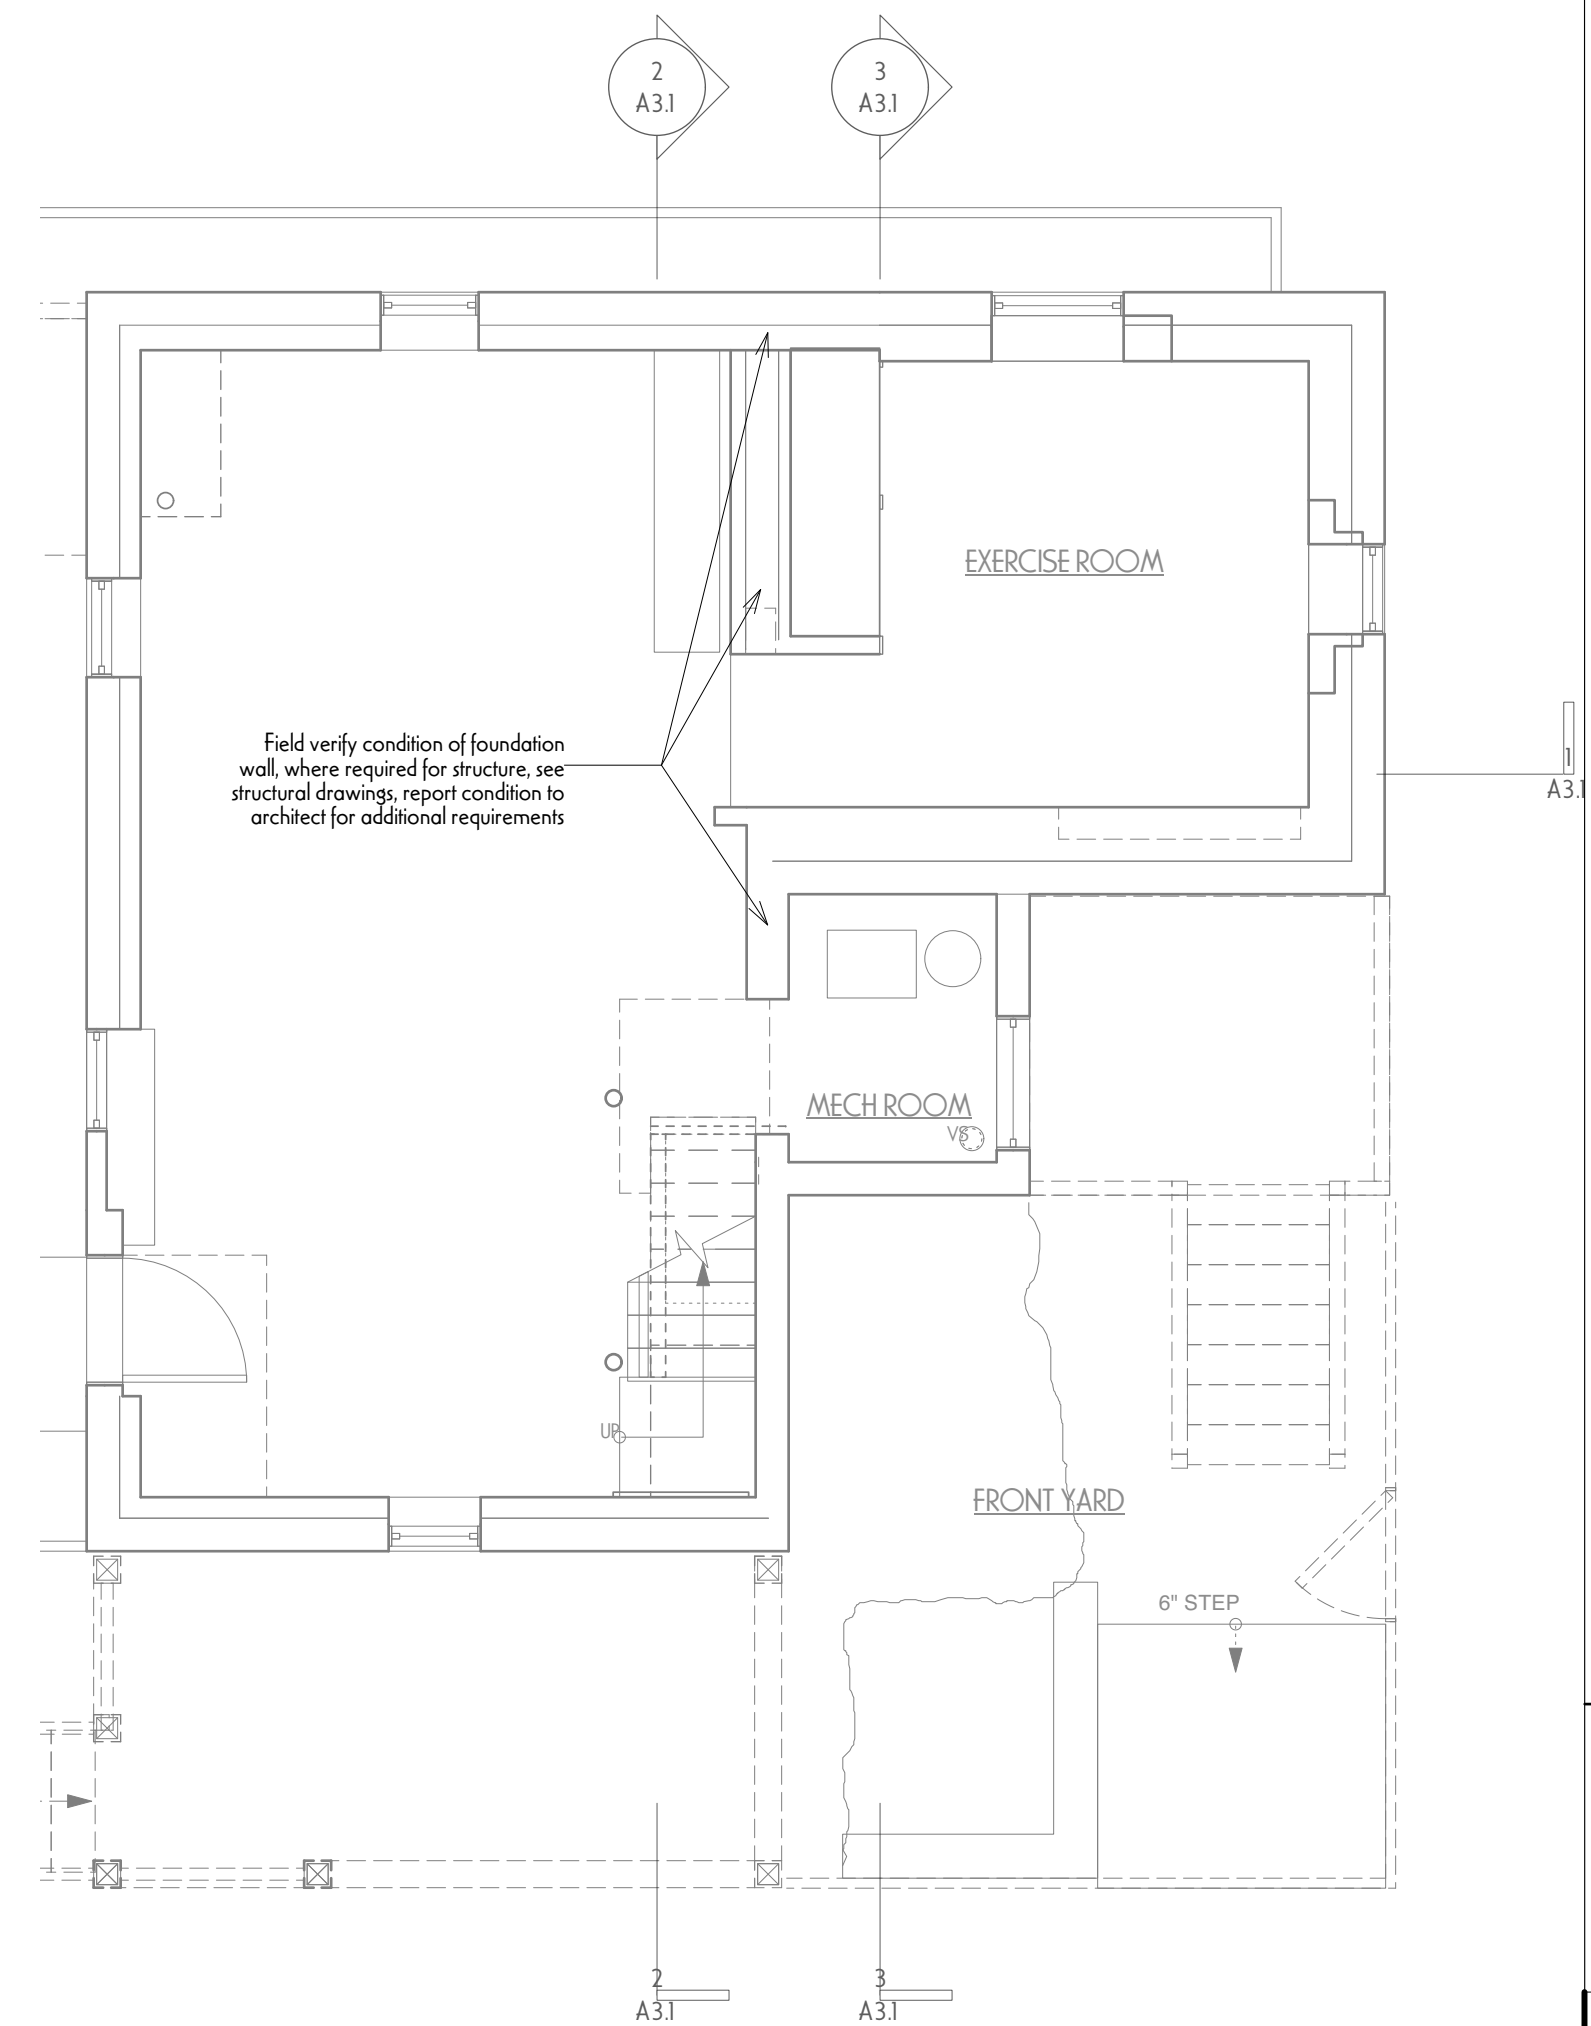 2
A3.1
3
A3.1
EXERCISE ROOM
Field verify condition of foundation
wall, where required for structure, see
structural drawings, report condition to
architect for additional requirements
1
A3.1
MECH ROOM
VS
UP
FRONT YARD
6" STEP
2
A3.1
3
A3.1